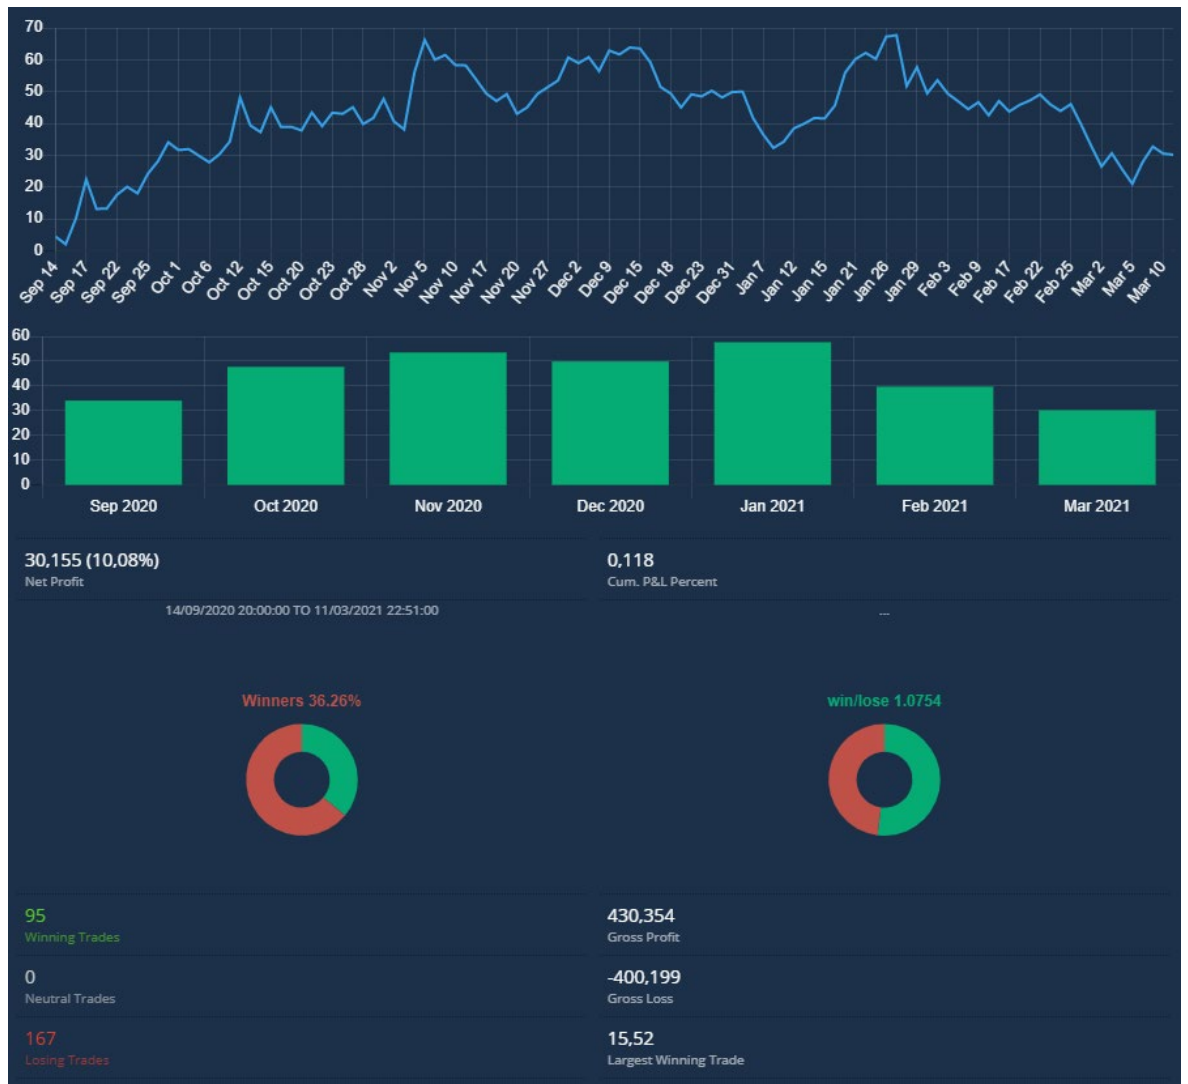 70
60
50
40
30
20
10
0
Sep 14 Sep 17 Sep 22 Sep 25 Oct 1 Oct 6 Oct 12 Oct 15 Oct 20 Oct 23 Oct 28 Nov 2 Nov 5 Nov 10 Nov 17 Nov 20 Nov 27 Dec 2 Dec 9 Dec 15 Dec 18 Dec 23 Dec 31 Jan 7 Jan 12 Jan 15 Jan 21 Jan 26 Jan 29 Feb 3 Feb 9 Feb 17 Feb 22 Feb 25 Mar 2 Mar 5 Mar 10
60
50
40
30
20
10
0
Sep 2020 Oct 2020 Nov 2020 Dec 2020 Jan 2021 Feb 2021 Mar 2021
30,155 (10,08%)
Net Profit
0,118
Cum. P&L Percent
14/09/2020 20:00:00 TO 11/03/2021 22:51:00
...
Winners 36.26%
win/lose 1.0754
95
Winning Trades
430,354
Gross Profit
0
Neutral Trades
-400,199
Gross Loss
167
Losing Trades
15,52
Largest Winning Trade